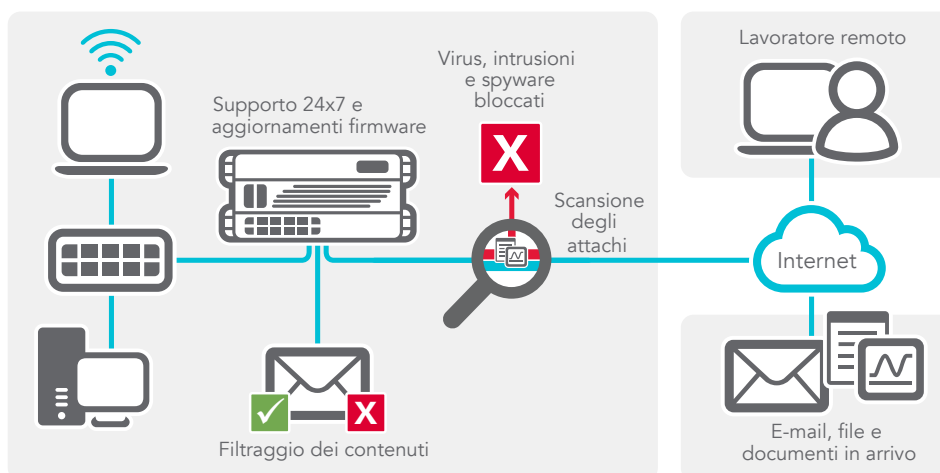 Supporto 24x7 e
aggiornamenti firmware
Virus, intrusioni
e spyware
bloccati
X
Scansione
degli
attachi
Lavoratore remoto
Internet
X
Filtraggio dei contenuti
E-mail, file e
documenti in arrivo